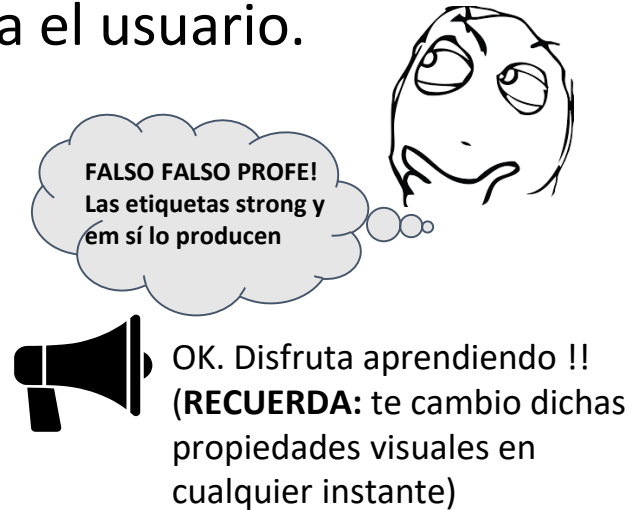 a el usuario.
FALSO FALSO PROFE!
Las etiquetas strong y
em sí lo producen
OK. Disfruta aprendiendo !!
(RECUERDA: te cambio dichas
propiedades visuales en
cualquier instante)